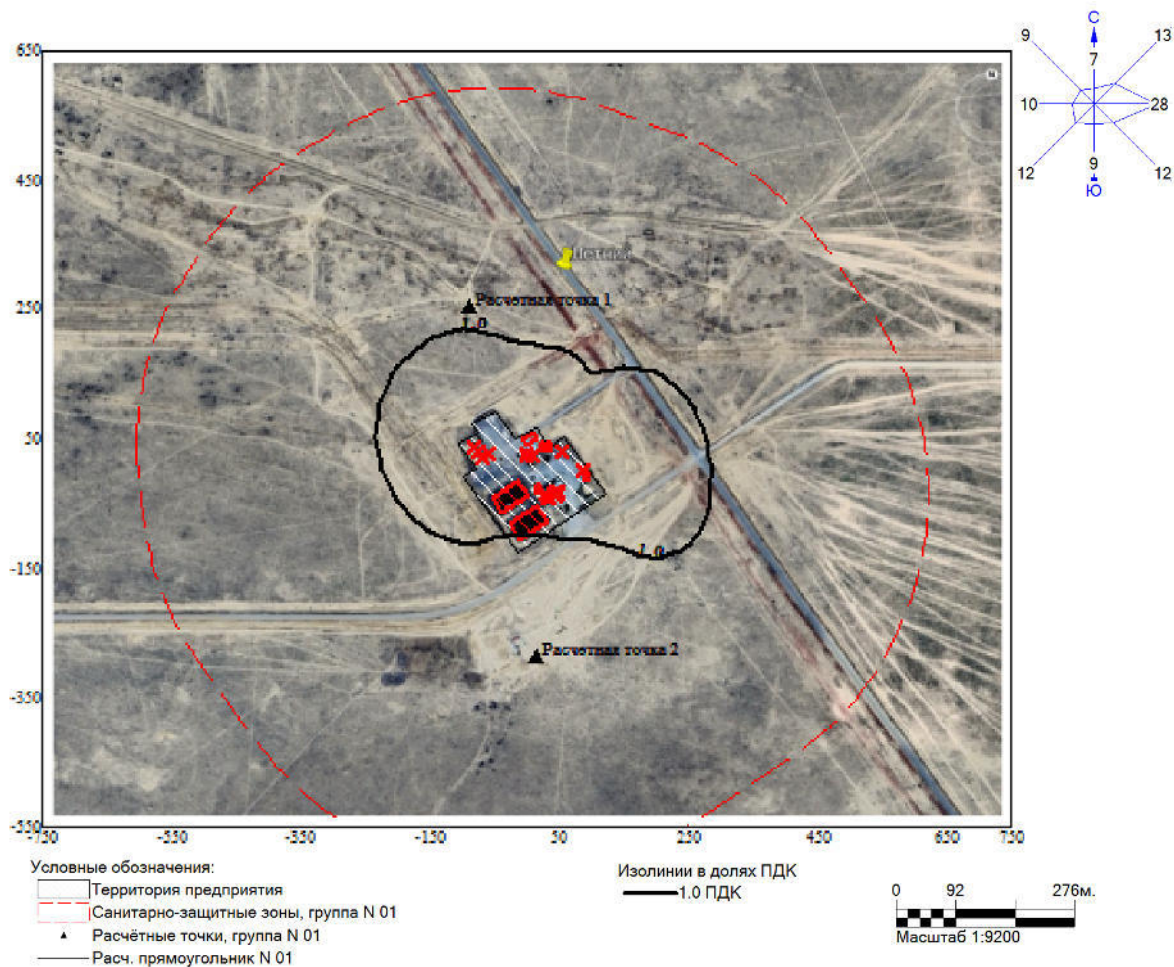 С
9
13
7
10
28
12
9
12
Ю
650
450
250
50
-150
-350
-550
-750
-550
-350
-150
50
250
450
650
750
Расчетная точка 1
1.0
1.0
Расчетная точка 2
Условные обозначения:
Территория предприятия
Санитарно-защитные зоны, группа N 01
Расчётные точки, группа N 01
Расч. прямоугольник N 01
Изолинии в долях ПДК
1.0 ПДК
0 92 276м.
Масштаб 1:9200